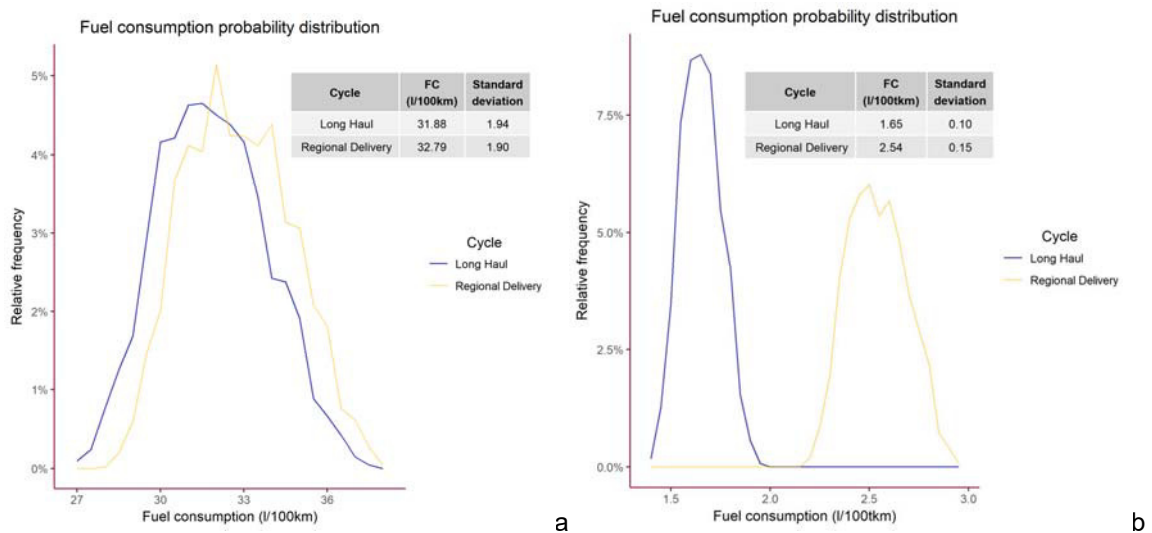 Fuel consumption probability distribution
Relative frequency
5%
4%
3%
2%
1%
0%
27
30
33
36
Fuel consumption (l/100km)
Cycle
FC
(l/100km)
Standard
deviation
Long Haul
31.88
1.94
Regional Delivery
32.79
1.90
Cycle
Long Haul
Regional Delivery
a
Fuel consumption probability distribution
Relative frequency
7.5%
5.0%
2.5%
0.0%
1.5
2.0
2.5
3.0
Fuel consumption (l/100tkm)
Cycle
FC
(l/100tkm)
Standard
deviation
Long Haul
1.65
0.10
Regional Delivery
2.54
0.15
Cycle
Long Haul
Regional Delivery
b